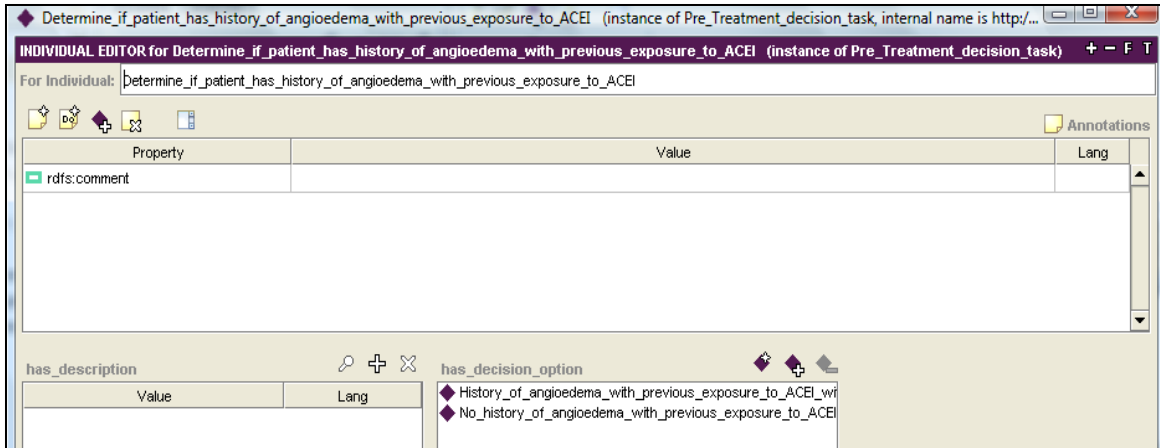 Determine_if_patient_has_history_of_angioedema_with_previous_exposure_to_ACEI (instance of Pre_Treatment_decision_task, internal name is http:/...
INDIVIDUAL EDITOR for Determine_if_patient_has_history_of_angioedema_with_previous_exposure_to_ACEI (instance of Pre_Treatment_decision_task) + − F T
For Individual: Determine_if_patient_has_history_of_angioedema_with_previous_exposure_to_ACEI
Annotations
Property Value Lang
rdfs:comment
has_description has_decision_option
Value Lang
History_of_angioedema_with_previous_exposure_to_ACEI_wi
No_history_of_angioedema_with_previous_exposure_to_ACEI